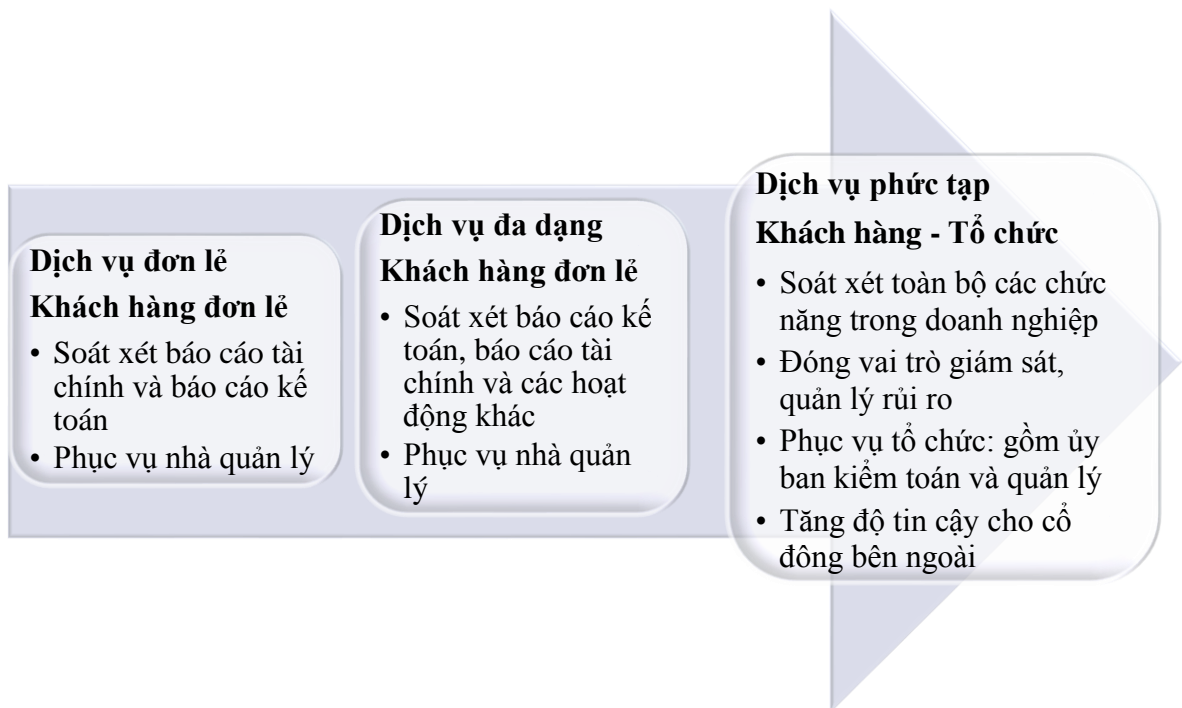 Dịch vụ đơn lẻ
Khách hàng đơn lẻ
• Soát xét báo cáo tài
chính và báo cáo kế
toán
• Phục vụ nhà quản lý
Dịch vụ đa dạng
Khách hàng đơn lẻ
• Soát xét báo cáo kế
toán, báo cáo tài
chính và các hoạt
động khác
• Phục vụ nhà quản
lý
Dịch vụ phức tạp
Khách hàng - Tổ chức
• Soát xét toàn bộ các chức
năng trong doanh nghiệp
• Đóng vai trò giám sát,
quản lý rủi ro
• Phục vụ tổ chức: gồm ủy
ban kiểm toán và quản lý
• Tăng độ tin cậy cho cổ
đông bên ngoài